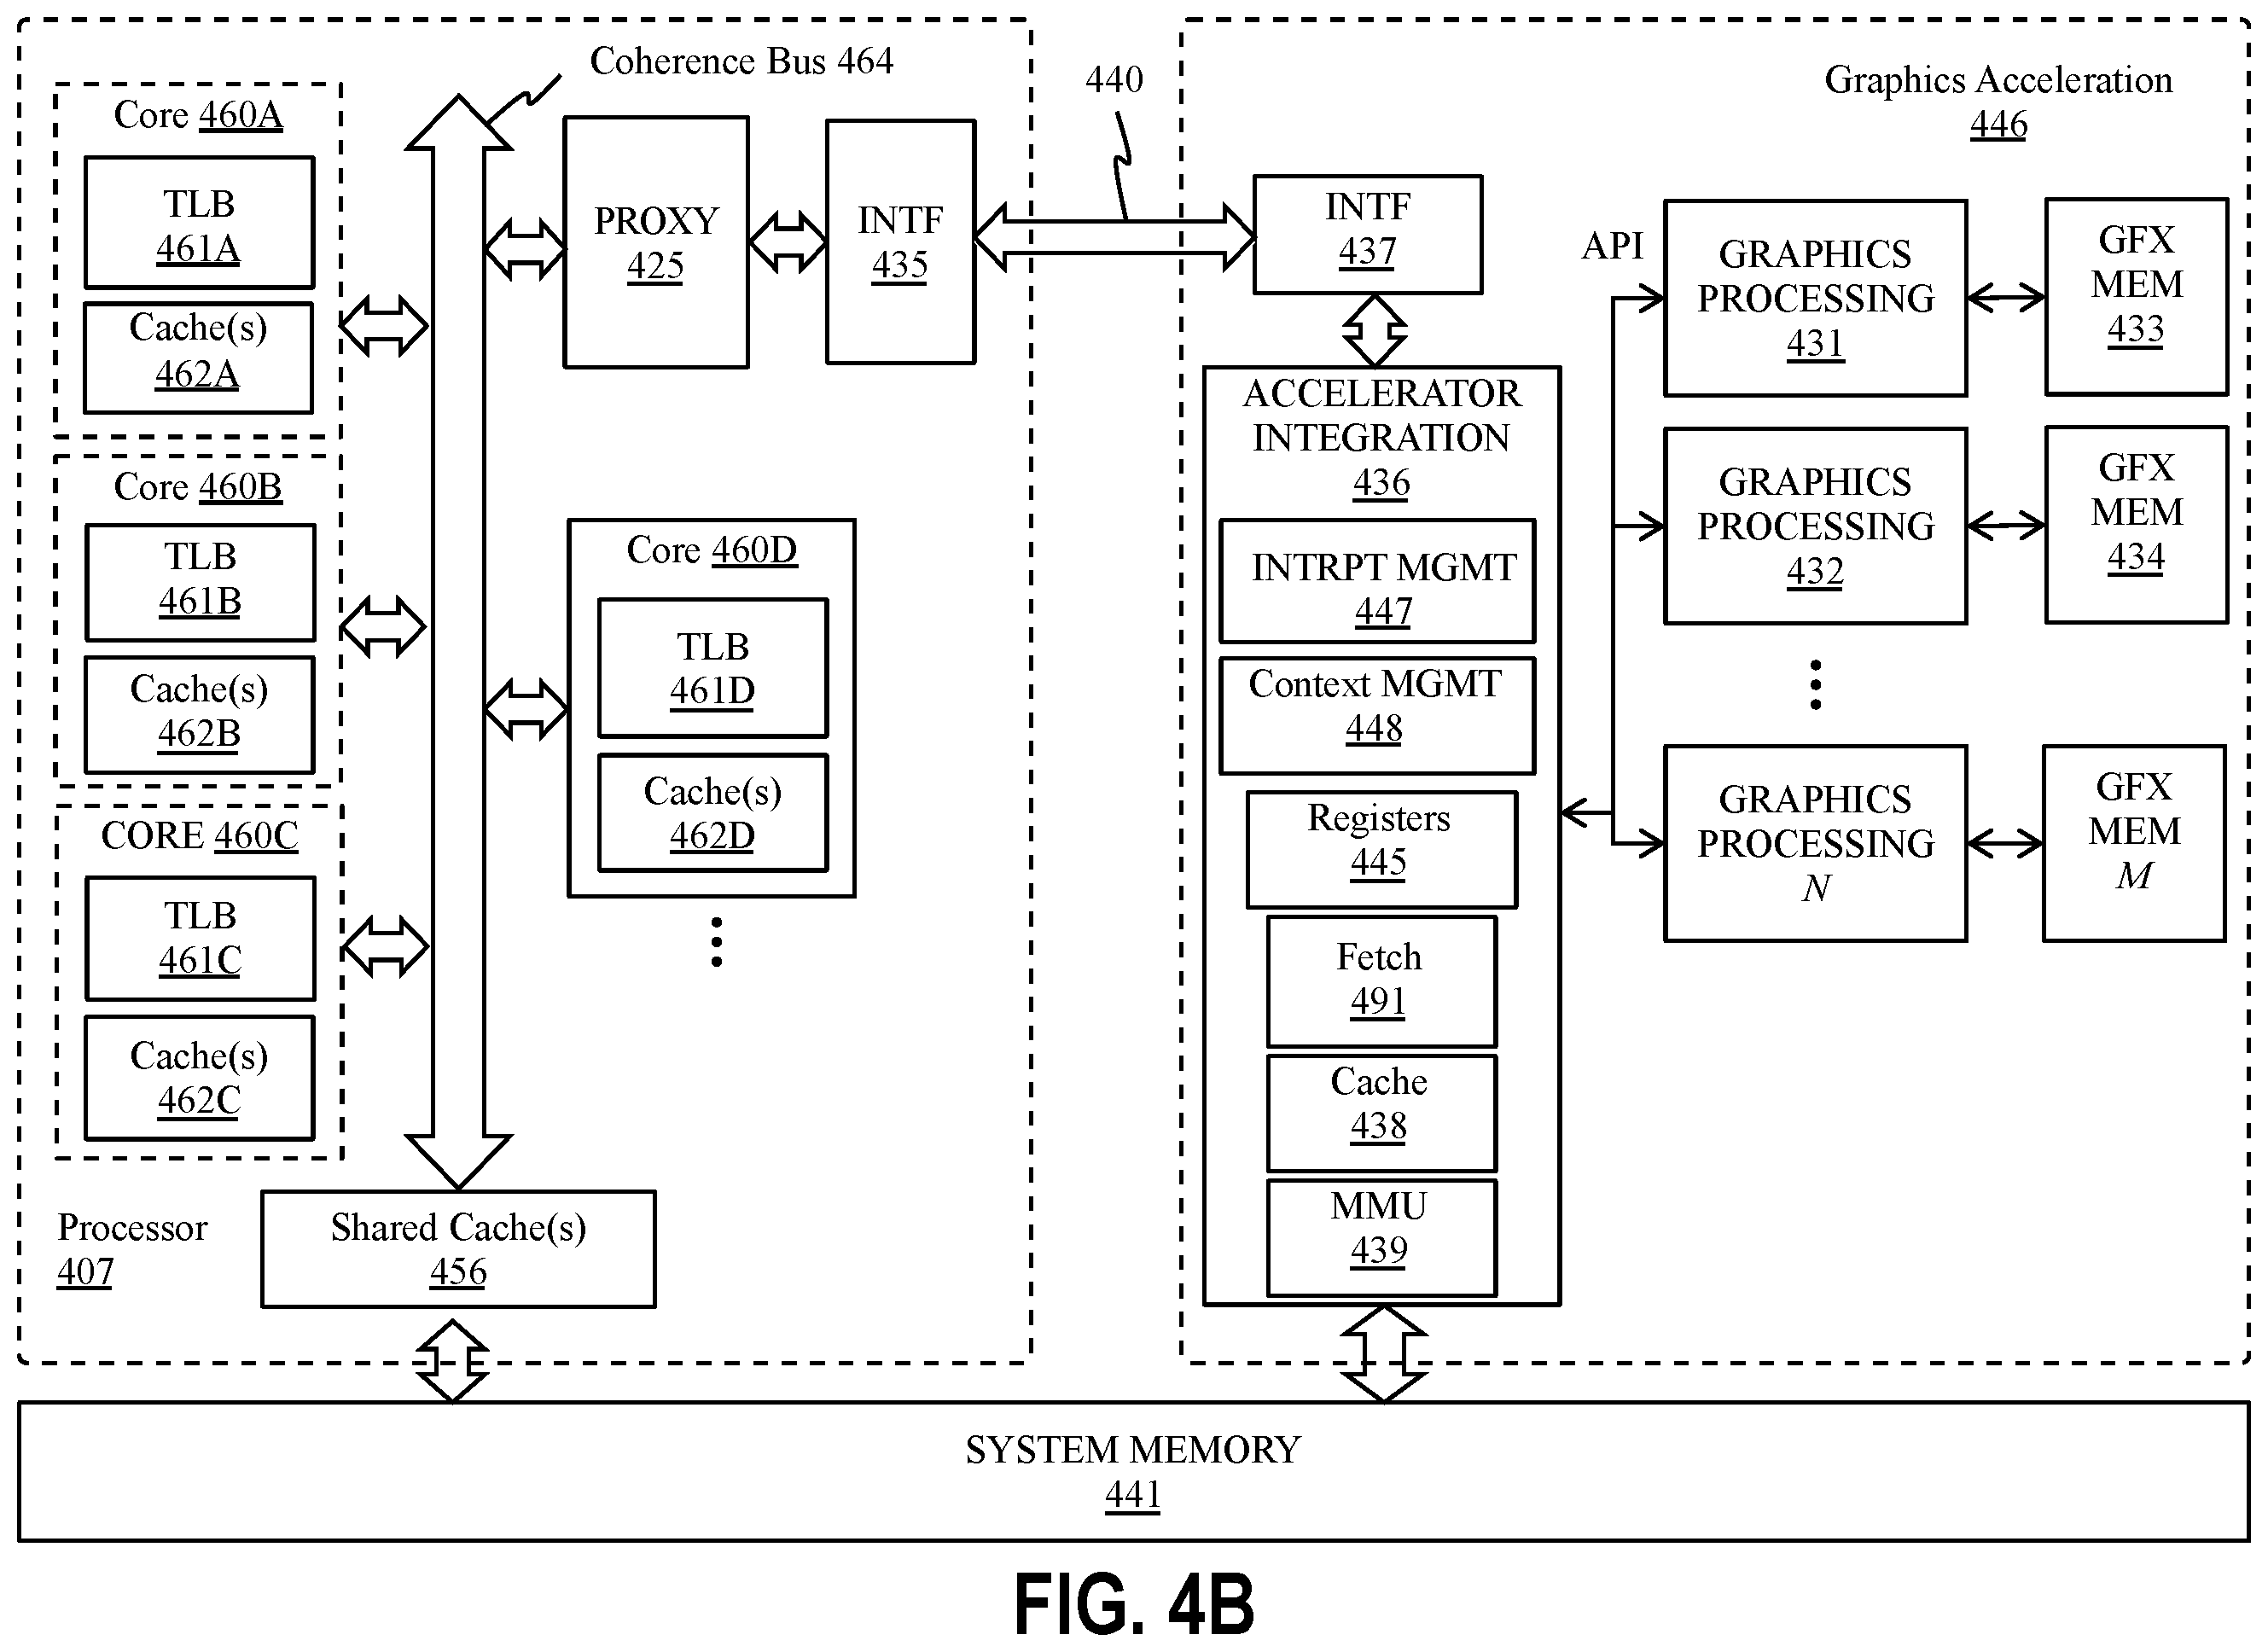 Coherence Bus 464
440
Graphics Acceleration
446
Core 460A
TLB
461A
Cache(s)
462A
PROXY
425
INTF
435
INTF
437
API
GRAPHICS
PROCESSING
431
GFX
MEM
433
ACCELERATOR
INTEGRATION
436
Core 460B
TLB
461B
Cache(s)
462B
Core 460D
TLB
461D
Cache(s)
462D
INTRPT MGMT
447
Context MGMT
448
Registers
445
Fetch
491
Cache
438
MMU
439
GRAPHICS
PROCESSING
432
GFX
MEM
434
GRAPHICS
PROCESSING
N
GFX
MEM
M
CORE 460C
TLB
461C
Cache(s)
462C
Processor
407
Shared Cache(s)
456
SYSTEM MEMORY
441
FIG. 4B